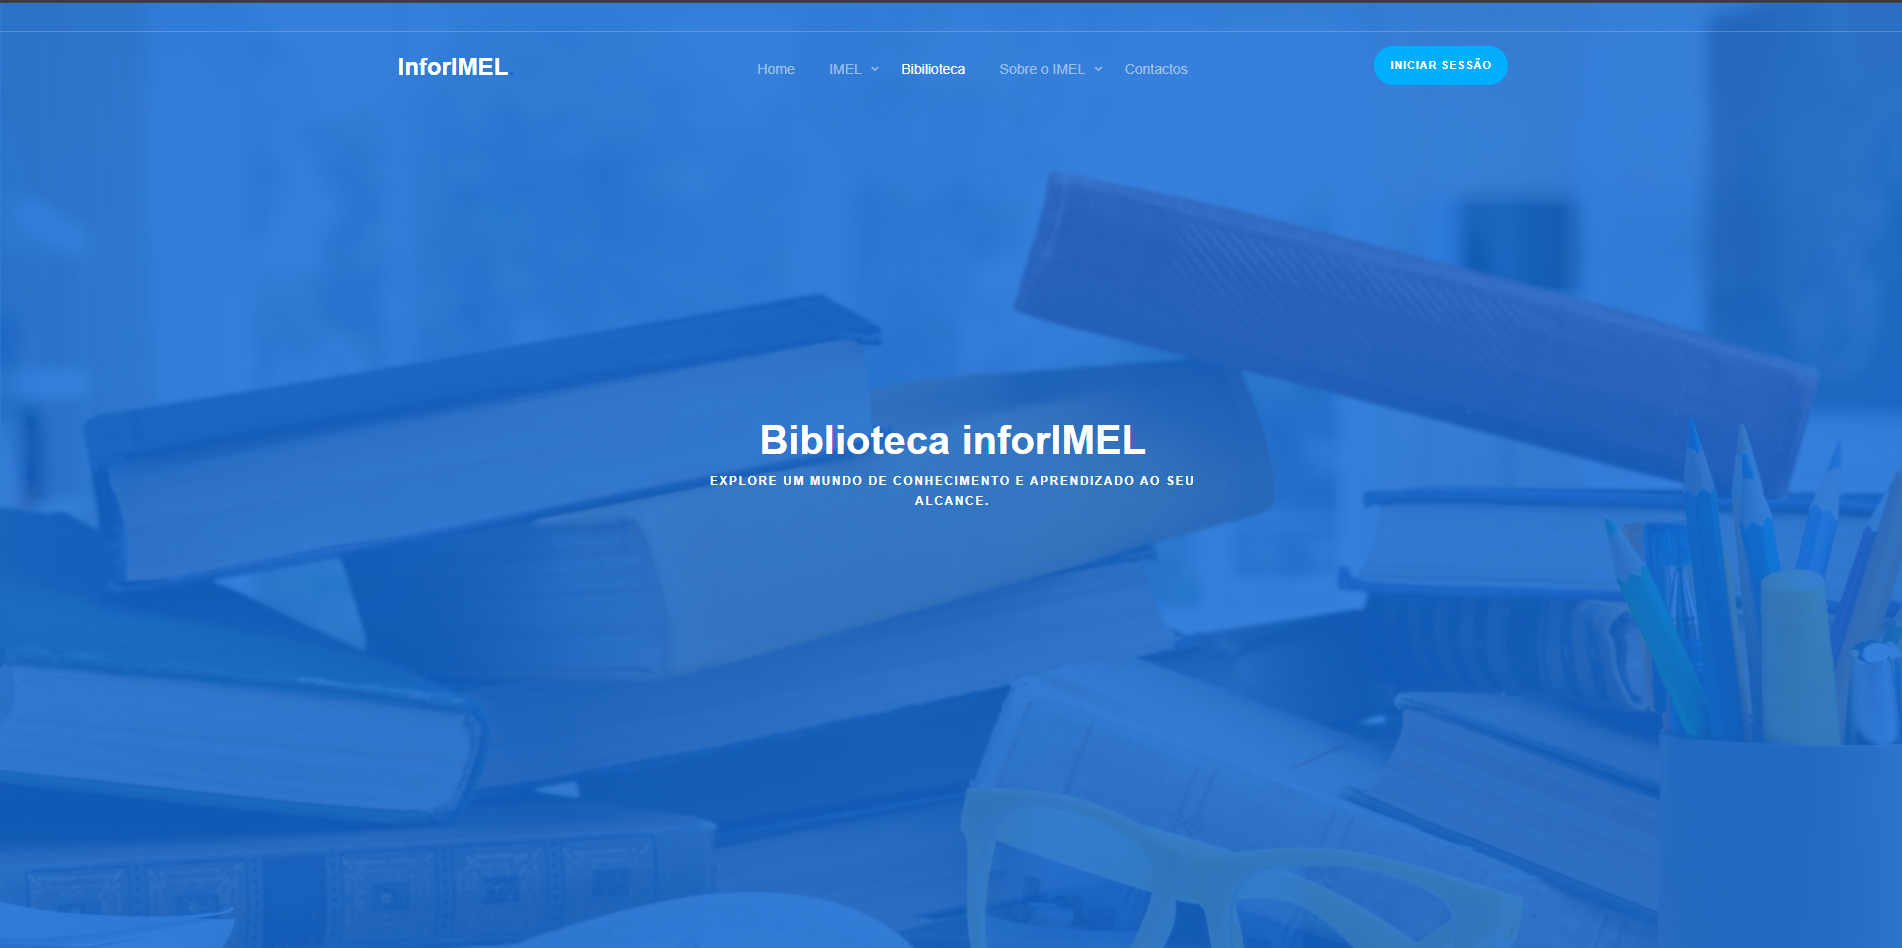 InforIMEL
Home IMEL Bibilioteca Sobre o IMEL Contactos
INICIAR SESSÃO
Biblioteca inforIMEL
EXPLORE UM MUNDO DE CONHECIMENTO E APRENDIZADO AO SEU
ALCANCE.